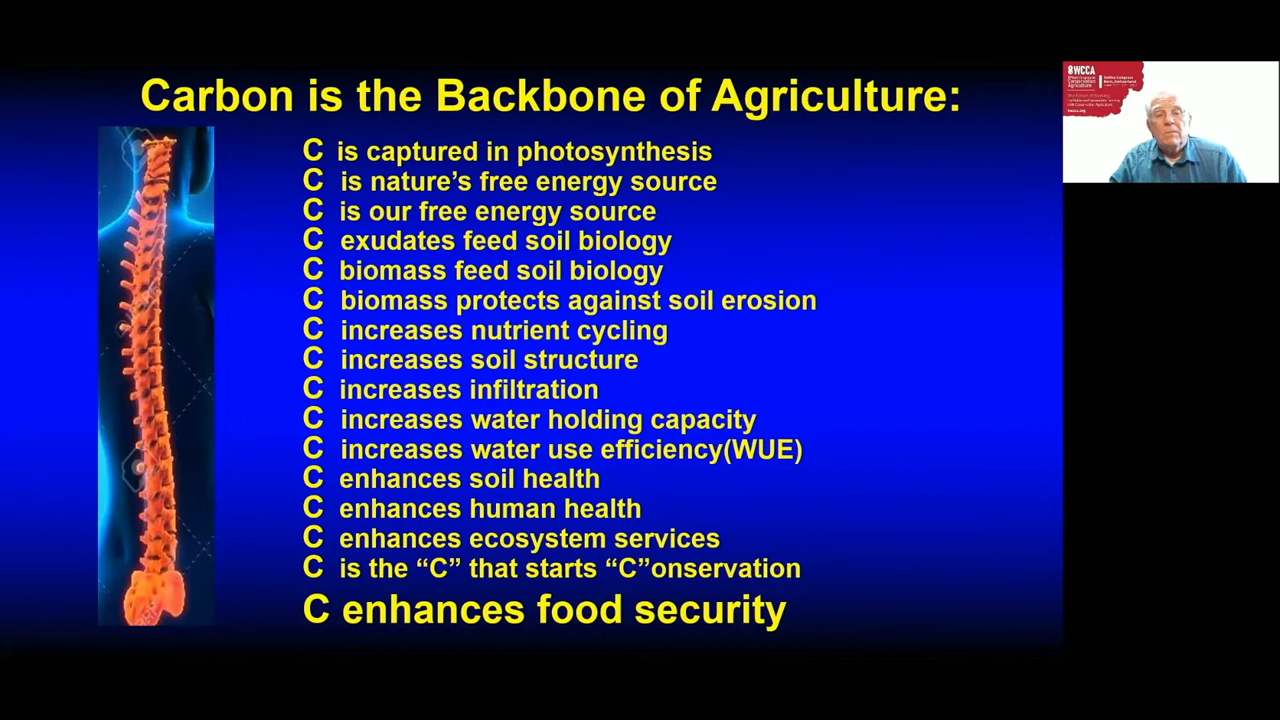 Carbon is the Backbone of Agriculture:
C is captured in photosynthesis
C is nature’s free energy source
C is our free energy source
C exudates feed soil biology
C biomass feed soil biology
C biomass protects against soil erosion
C increases nutrient cycling
C increases soil structure
C increases infiltration
C increases water holding capacity
C increases water use efficiency(WUE)
C enhances soil health
C enhances human health
C enhances ecosystem services
C is the “C” that starts “C”onservation
C enhances food security
8WCCA
Conservation
Agriculture